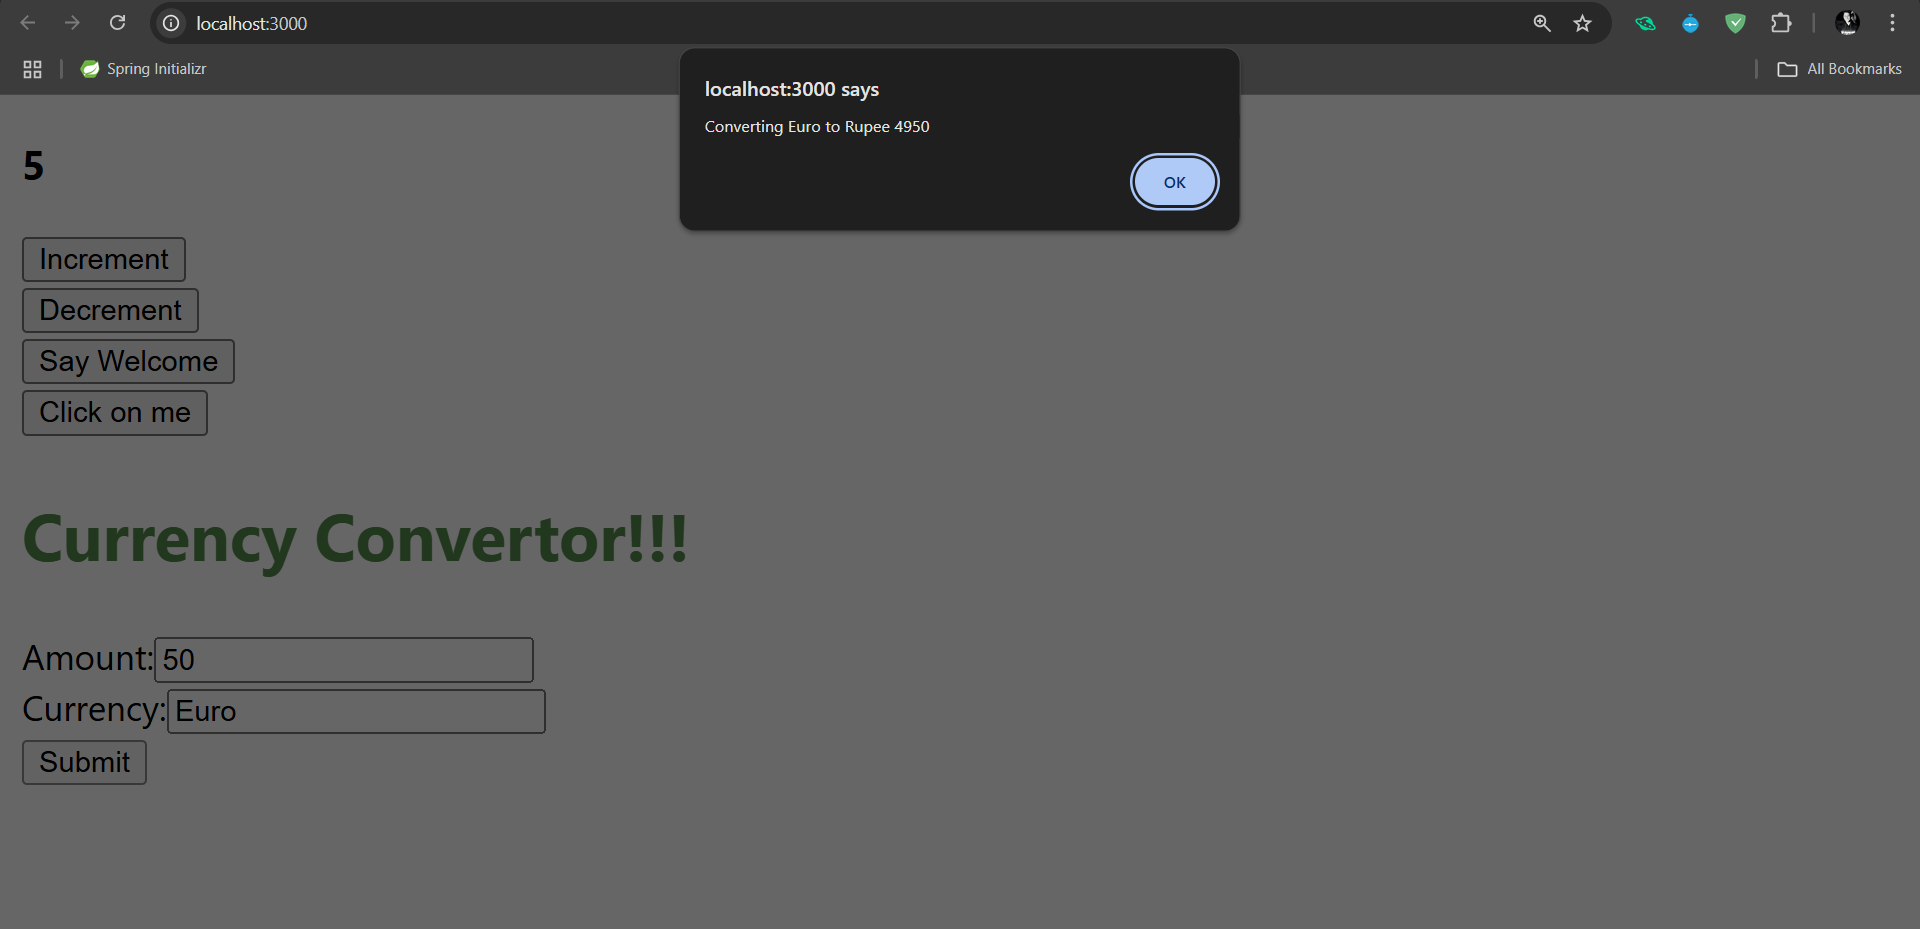 localhost:3000
Spring Initializr
All Bookmarks
localhost:3000 says
Converting Euro to Rupee 4950
OK
5
Increment
Decrement
Say Welcome
Click on me
Currency Convertor!!!
Amount:50
Currency:Euro
Submit